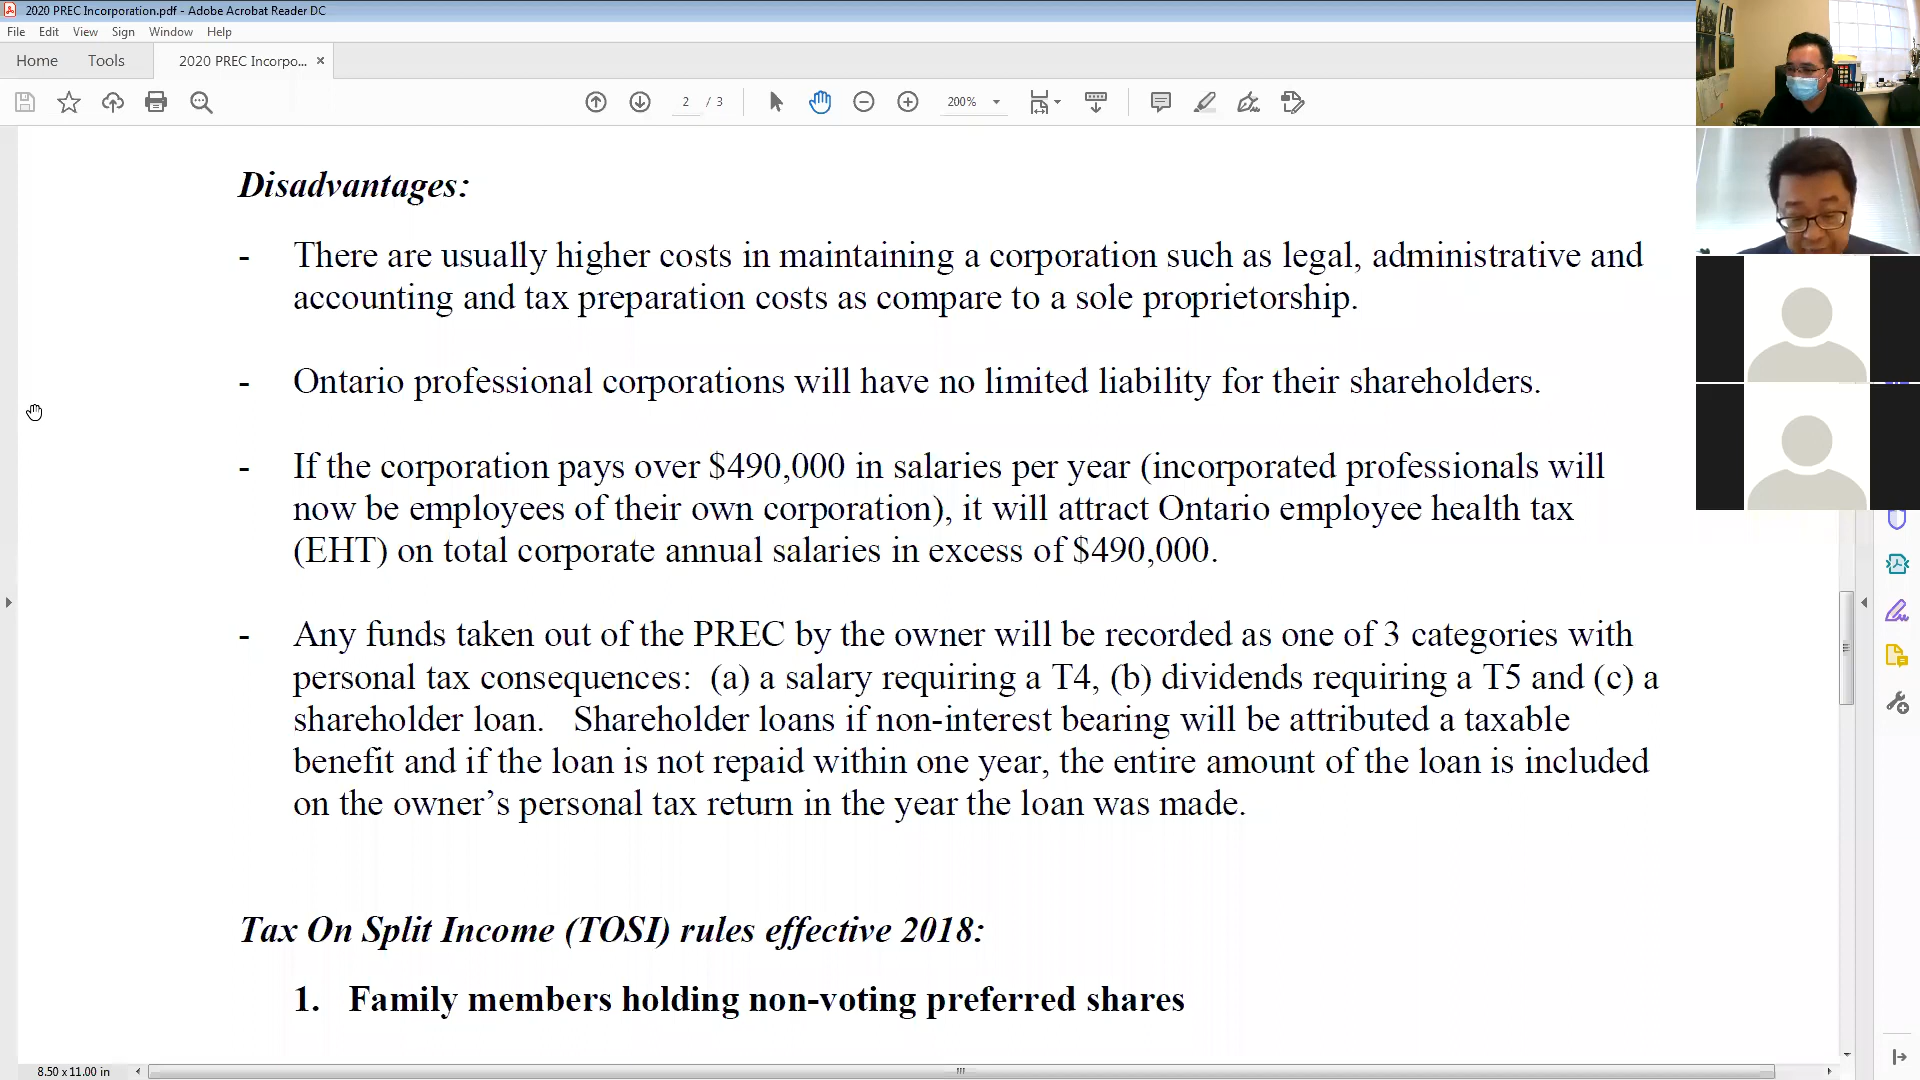 2020 PREC Incorporation.pdf - Adobe Acrobat Reader DC
File Edit View Sign Window Help
Home Tools 2020 PREC Incorpo... ×
2 / 3 200%
Disadvantages:
- There are usually higher costs in maintaining a corporation such as legal, administrative and
accounting and tax preparation costs as compare to a sole proprietorship.
- Ontario professional corporations will have no limited liability for their shareholders.
- If the corporation pays over $490,000 in salaries per year (incorporated professionals will
now be employees of their own corporation), it will attract Ontario employee health tax
(EHT) on total corporate annual salaries in excess of $490,000.
- Any funds taken out of the PREC by the owner will be recorded as one of 3 categories with
personal tax consequences: (a) a salary requiring a T4, (b) dividends requiring a T5 and (c) a
shareholder loan. Shareholder loans if non-interest bearing will be attributed a taxable
benefit and if the loan is not repaid within one year, the entire amount of the loan is included
on the owner’s personal tax return in the year the loan was made.
Tax On Split Income (TOSI) rules effective 2018:
1. Family members holding non-voting preferred shares
8.50 x 11.00 in